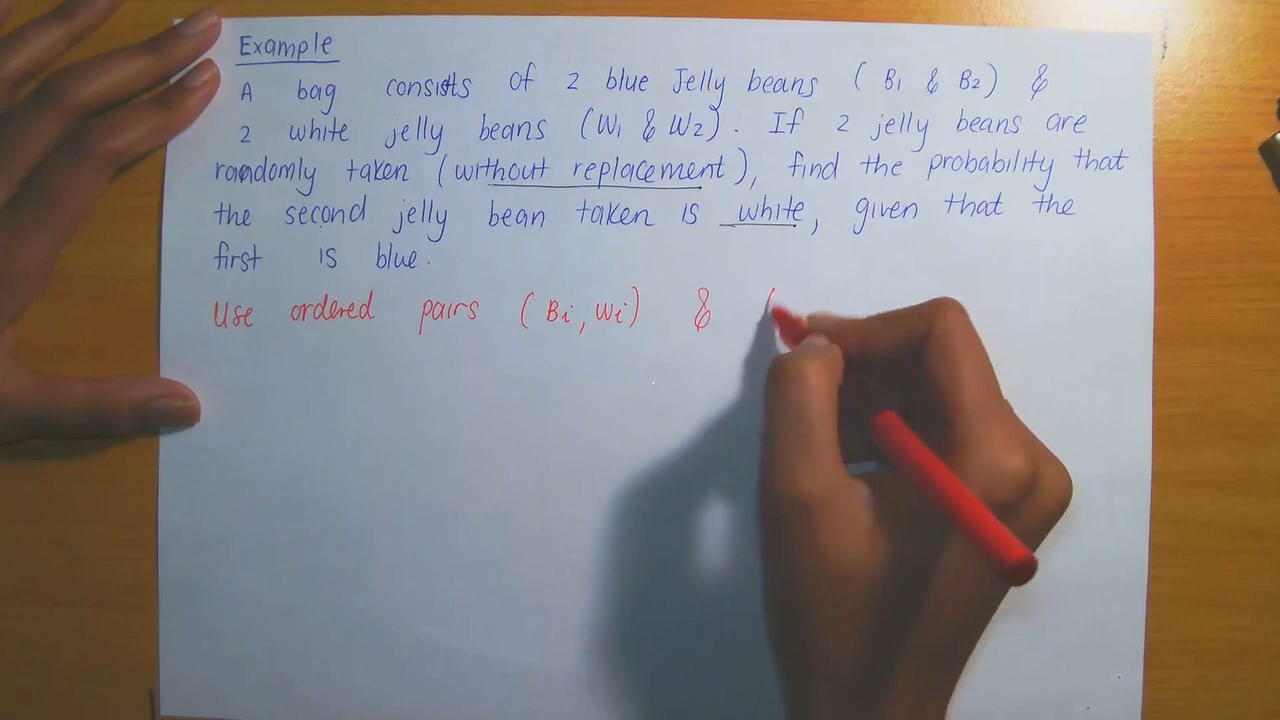 Example
A bag consists of 2 blue Jelly beans ( B1 & B2 ) &
2 white jelly beans ( W1 & W2 ) . If 2 jelly beans are
randomly taken ( without replacement ) , find the probability that
the second jelly bean taken is white , given that the
first is blue .
Use ordered pairs ( Bi , Wi ) & (